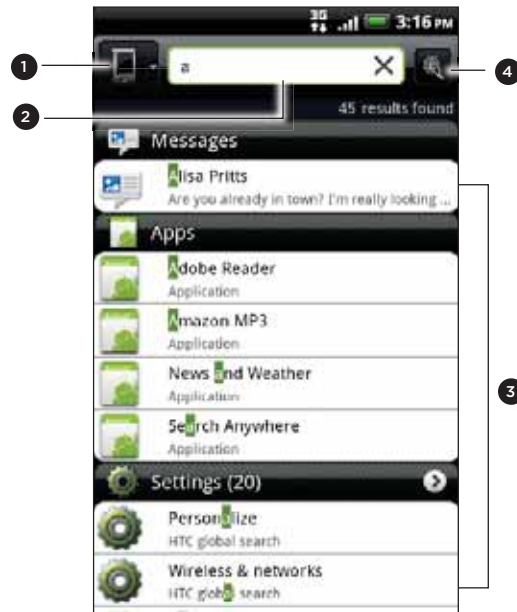 3G 3:16 PM
1 a 4
2
45 results found
Messages
Alisa Pritts
Are you already in town? I'm really looking ...
Apps
Adobe Reader
Application
Amazon MP3
Application
News and Weather
Application
3
Search Anywhere
Application
Settings (20)
Personalize
HTC global search
Wireless & networks
HTC global search